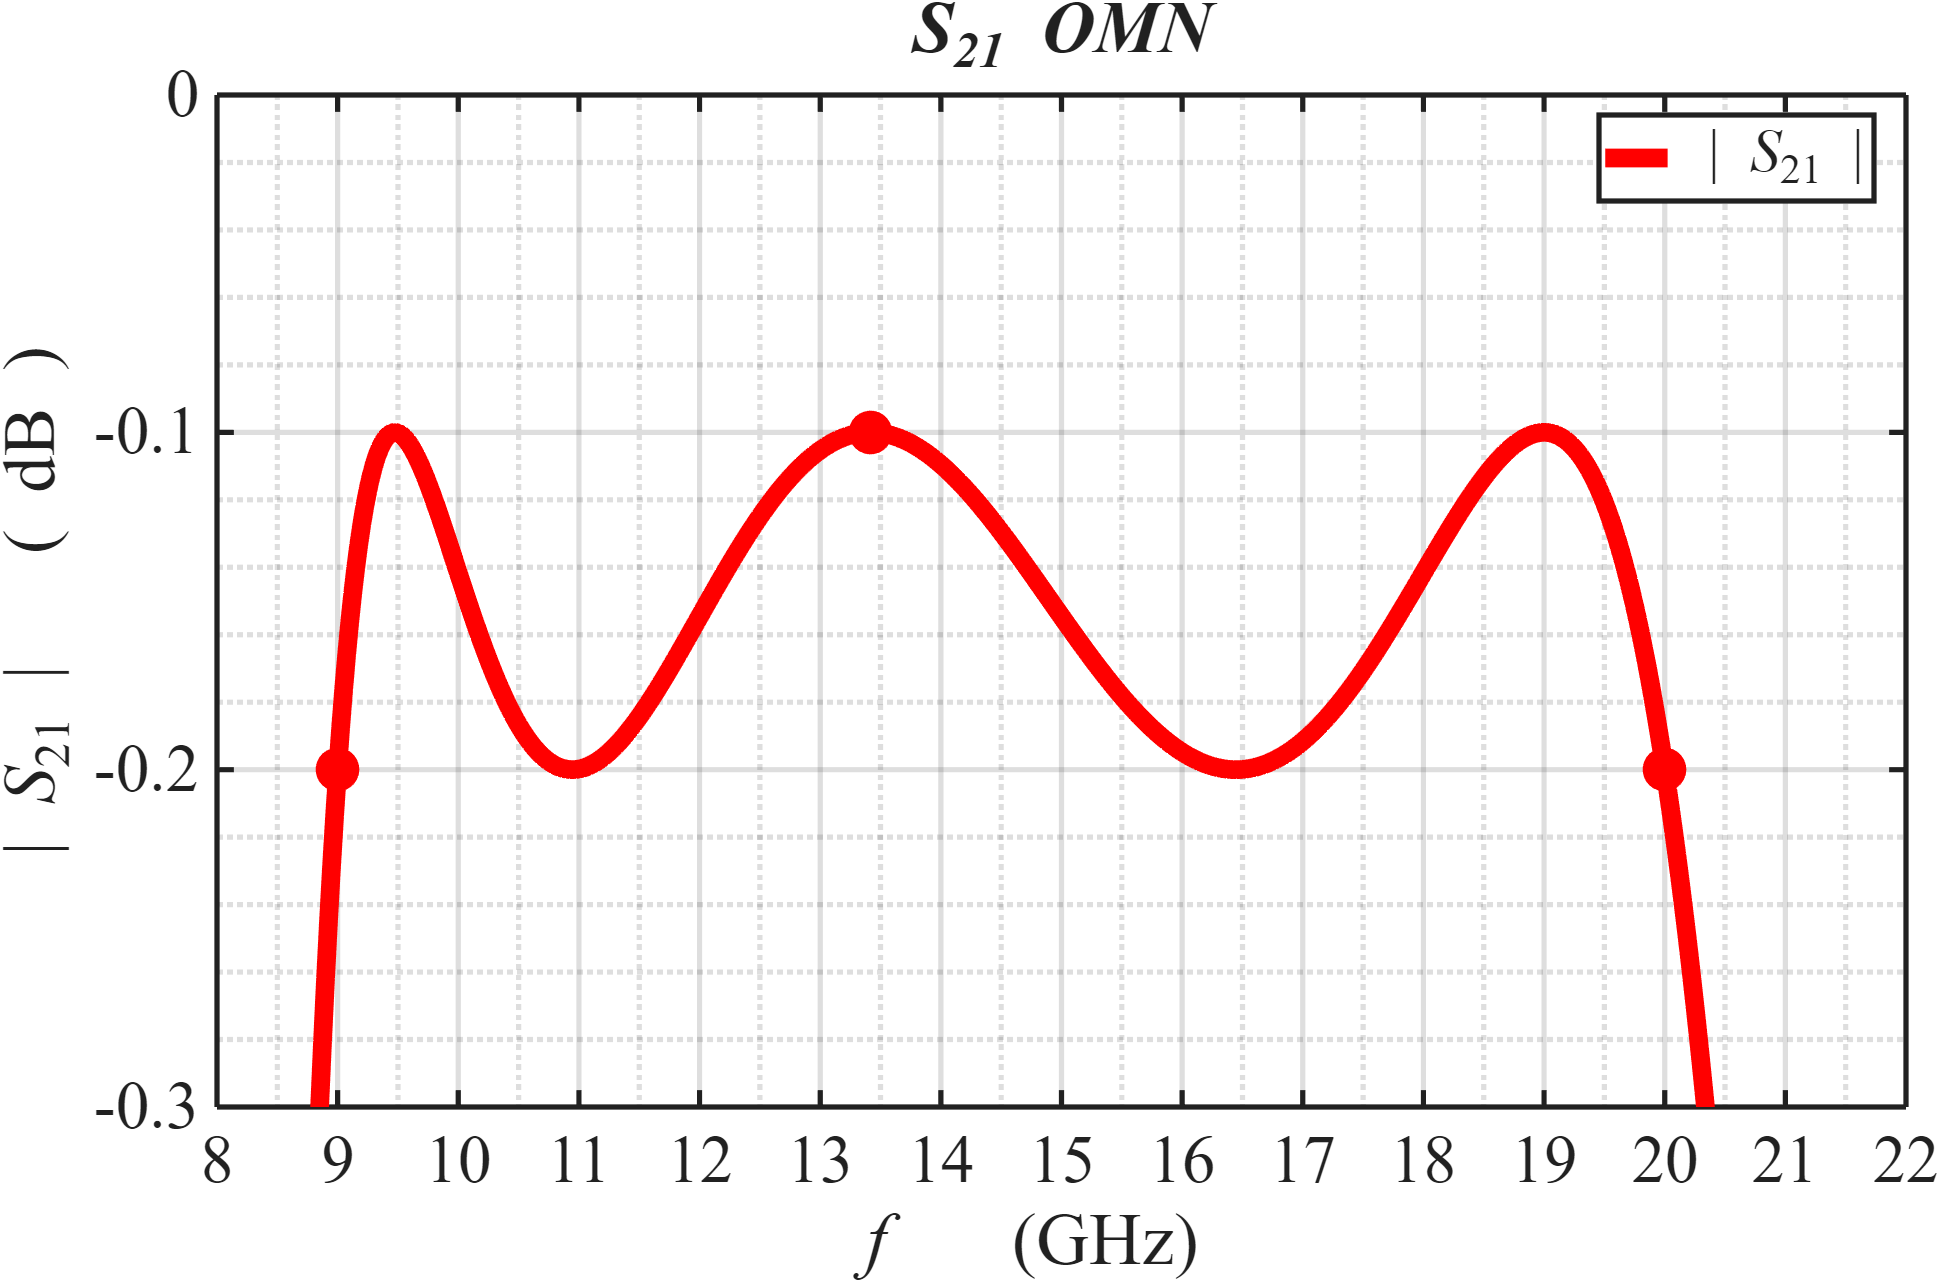 S21 OMN
| S21 |
0
-0.1
-0.2
-0.3
| S21 | ( dB )
8 9 10 11 12 13 14 15 16 17 18 19 20 21 22
f (GHz)